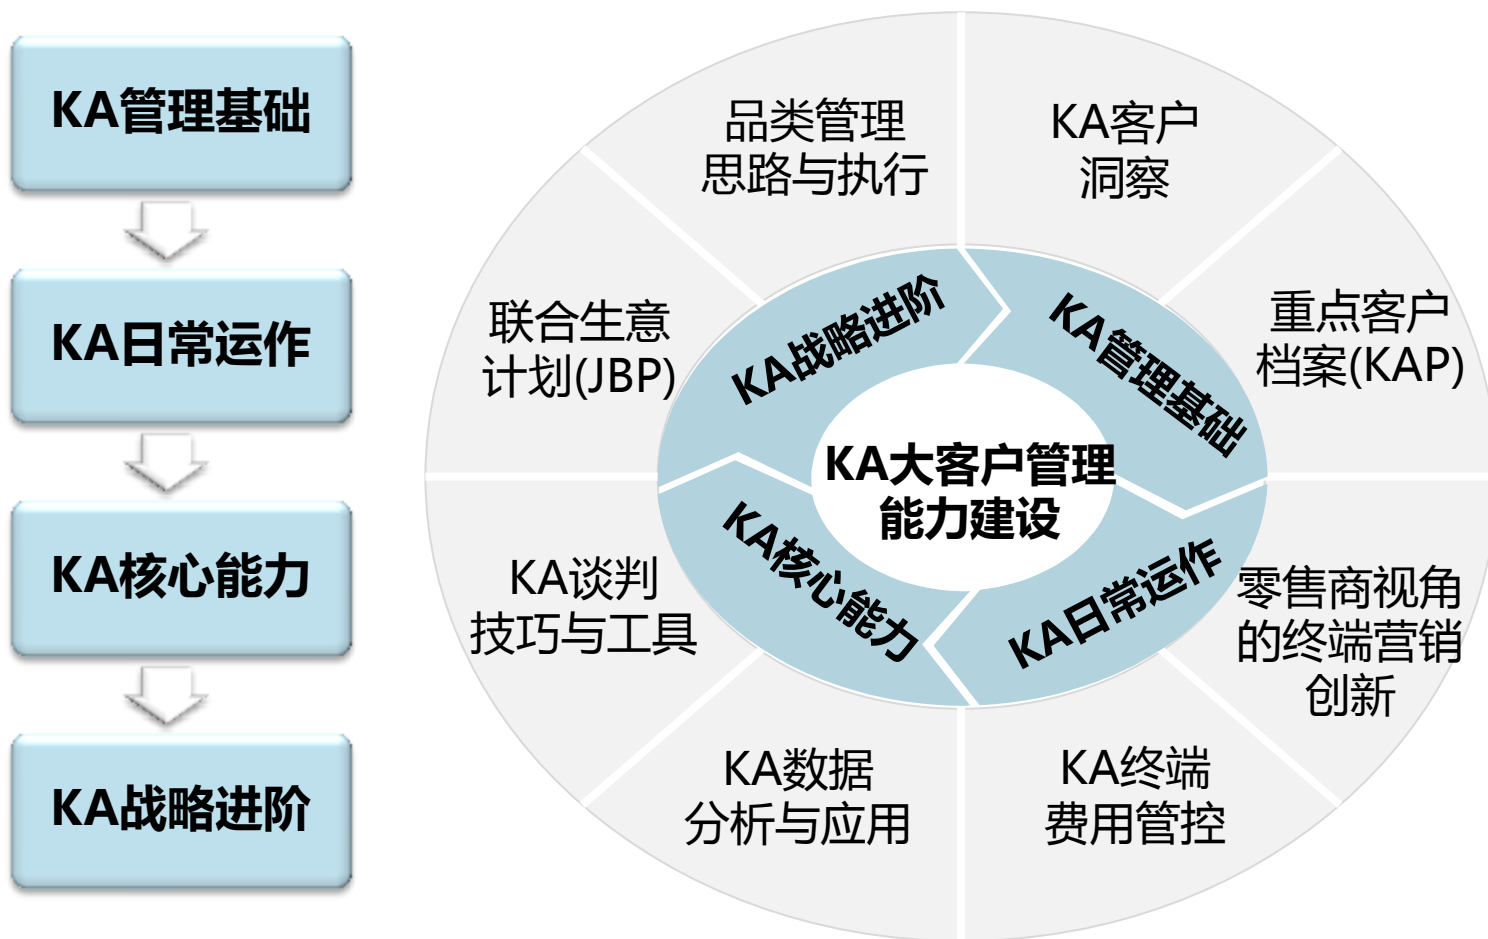 KA管理基础
KA日常运作
KA核心能力
KA战略进阶
品类管理
思路与执行
KA客户
洞察
联合生意
计划(JBP)
重点客户
档案(KAP)
KA战略进阶
KA管理基础
KA大客户管理
能力建设
KA核心能力
KA日常运作
KA谈判
技巧与工具
零售商视角
的终端营销
创新
KA数据
分析与应用
KA终端
费用管控